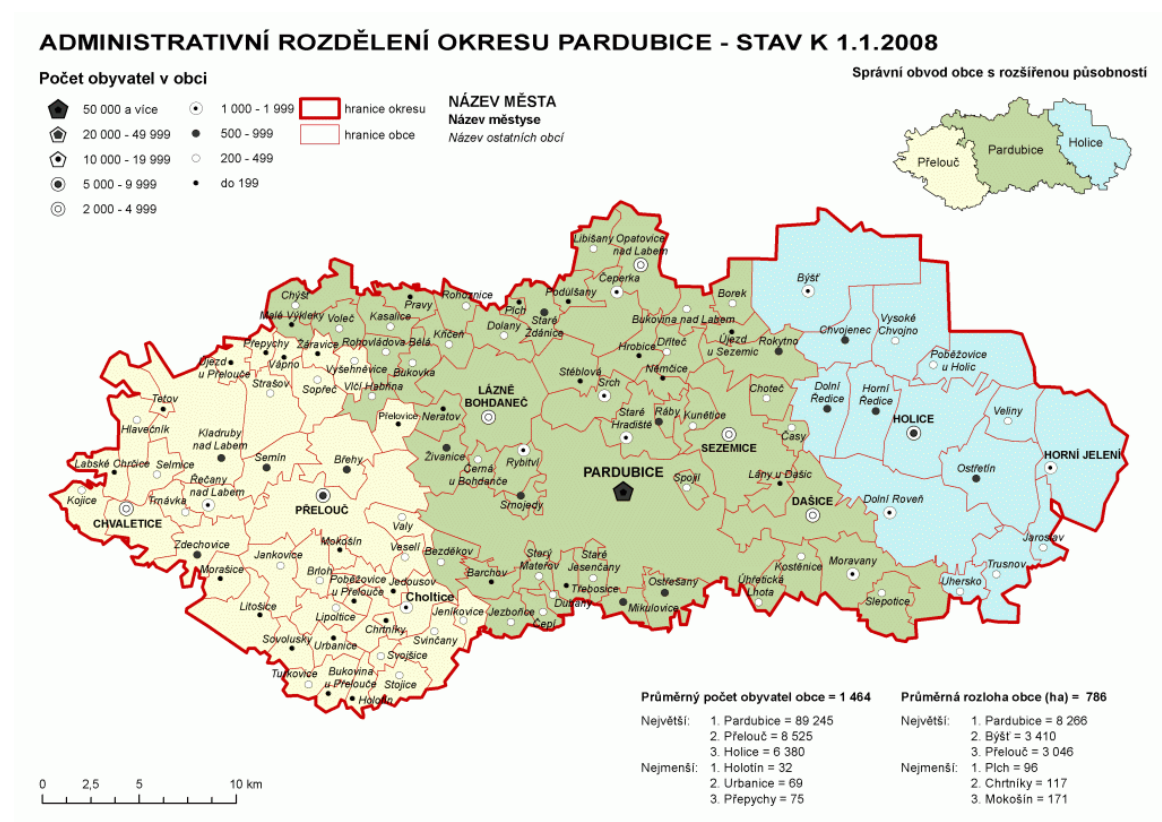 ADMINISTRATIVNÍ ROZDĚLENÍ OKRESU PARDUBICE - STAV K 1.1.2008
Počet obyvatel v obci
50 000 a více
20 000 - 49 999
10 000 - 19 999
5 000 - 9 999
2 000 - 4 999
1 000 - 1 999
500 - 999
200 - 499
do 199
hranice okresu
hranice obce
NÁZEV MĚSTA
Název městyse
Název ostatních obcí
Správní obvod obce s rozšířenou působností
Přelouč
Pardubice
Holice
Libišany
Opatovice
nad Labem
Čeperka
Býšť
Chýšť
Malé Výkleky
Voleč
Pravy
Kasalice
Rohoznice
Plch
Podůlšany
Dolany
Staré
Ždánice
Borek
Bukovina nad Labem
Vysoké
Chvojno
Chvojenec
Přepychy
Žáravice
Rohovládova Bělá
Křičeň
Hrobice
Dříteč
Újezd
u Sezemic
Rokytno
Újezd
u Přelouče
Vápno
Vyšehněvice
Bukovka
Němčice
Poběžovice
u Holic
Strašov
Sopřeč
Vlčí Habřina
Stéblová
Srch
Choteč
Dolní
Ředice
Horní
Ředice
LÁZNĚ
BOHDANEČ
Tetov
Přelovice
Neratov
Staré
Hradiště
Ráby
Kunětice
HOLICE
Veliny
Hlavečník
Kladruby
nad Labem
SEZEMICE
Časy
Živanice
Rybitví
HORNÍ JELENÍ
Labské Chrčice
Selmice
Semín
Břehy
Černá
u Bohdanče
PARDUBICE
Spojil
Lány u Dašic
Ostřetín
Řečany
nad Labem
Kojice
Trnávka
Srnojedy
DAŠICE
Dolní Roveň
CHVALETICE
PŘELOUČ
Valy
Jaroslav
Zdechovice
Jankovice
Mokošín
Veselí
Bezděkov
Starý
Mateřov
Staré
Jesenčany
Kostěnice
Moravany
Trusnov
Morašice
Brloh
Poběžovice
u Přelouče
Jedousov
Barchov
Třebosice
Ostřešany
Úhřetická
Lhota
Uhersko
Choltice
Litošice
Lipoltice
Jeníkovice
Jezbořice
Dubany
Čepí
Mikulovice
Slepotice
Chrtníky
Sovolusky
Urbanice
Svinčany
Svojšice
Turkovice
Bukovina
u Přelouče
Stojice
Holotín
Průměrný počet obyvatel obce = 1 464
Největší: 1. Pardubice = 89 245
2. Přelouč = 8 525
3. Holice = 6 380
Nejmenší: 1. Holotín = 32
2. Urbanice = 69
3. Přepychy = 75
Průměrná rozloha obce (ha) = 786
Největší: 1. Pardubice = 8 266
2. Býšť = 3 410
3. Přelouč = 3 046
Nejmenší: 1. Plch = 96
2. Chrtníky = 117
3. Mokošín = 171
0 2,5 5 10 km